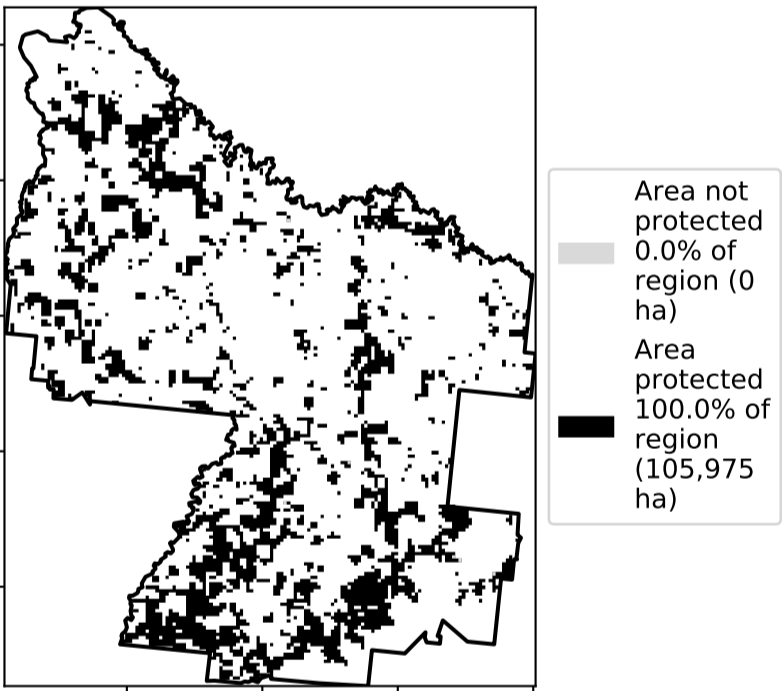 Area not
protected
0.0% of
region (0
ha)
Area
protected
100.0% of
region
(105,975
ha)